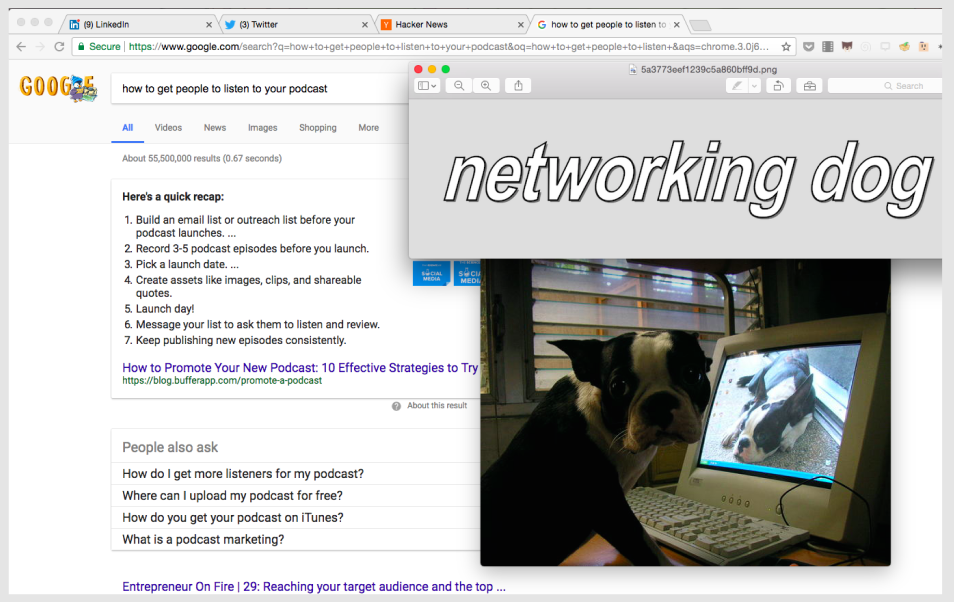 (9) LinkedIn
(3) Twitter
Hacker News
how to get people to listen to
Secure | https://www.google.com/search?q=how+to+get+people+to+listen+to+your+podcast&oq=how+to+get+people+to+listen+&aqs=chrome.3.0j6...
GOOGLE
how to get people to listen to your podcast
5a3773eef1239c5a860bff9d.png
Search
All Videos News Images Shopping More
About 55,500,000 results (0.67 seconds)
networking dog
Here's a quick recap:
1. Build an email list or outreach list before your
podcast launches. ...
2. Record 3-5 podcast episodes before you launch.
3. Pick a launch date. ...
4. Create assets like images, clips, and shareable
quotes.
5. Launch day!
6. Message your list to ask them to listen and review.
7. Keep publishing new episodes consistently.
SOCIAL
MEDIA
How to Promote Your New Podcast: 10 Effective Strategies to Try
https://blog.bufferapp.com/promote-a-podcast
About this result
People also ask
How do I get more listeners for my podcast?
Where can I upload my podcast for free?
How do you get your podcast on iTunes?
What is a podcast marketing?
Entrepreneur On Fire | 29: Reaching your target audience and the top ...